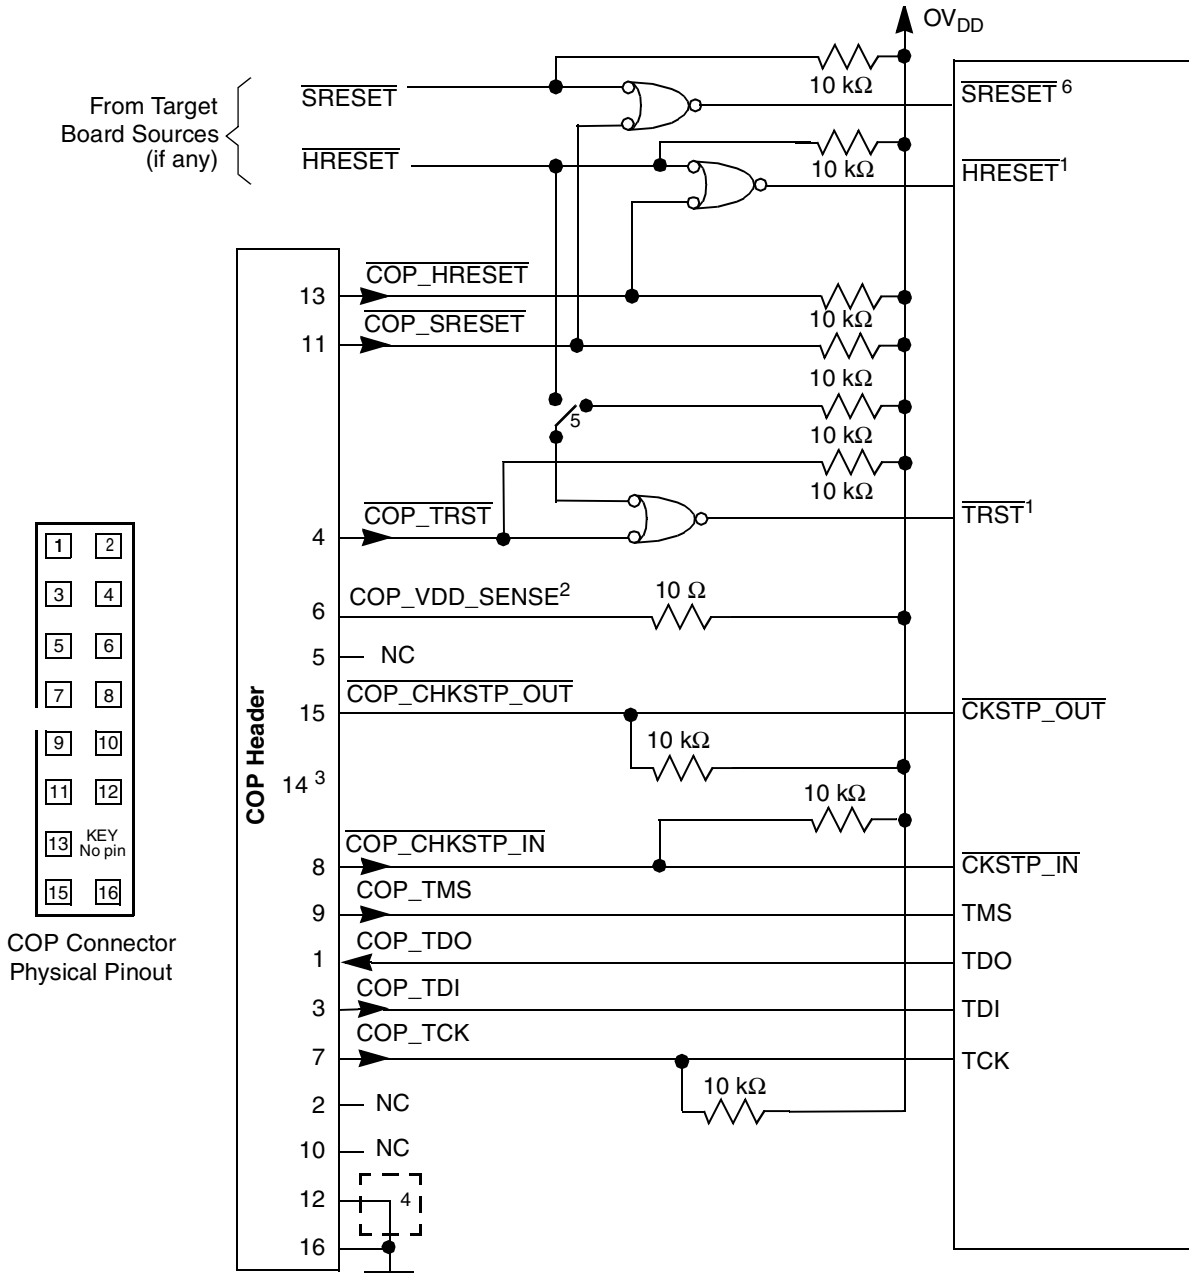 OVDD
10 kΩ
From Target
Board Sources
(if any)
SRESET
SRESET 6
HRESET
10 kΩ
HRESET1
COP_HRESET
13
10 kΩ
COP_SRESET
11
10 kΩ
5
10 kΩ
10 kΩ
COP_TRST
4
TRST1
COP_VDD_SENSE2
10 Ω
6
5
NC
COP_CHKSTP_OUT
15
CKSTP_OUT
10 kΩ
14 3
10 kΩ
COP_CHKSTP_IN
8
CKSTP_IN
COP_TMS
9
TMS
COP_TDO
1
TDO
COP_TDI
3
TDI
COP_TCK
7
TCK
10 kΩ
2
NC
10
NC
12
4
16
COP Header
1 2
3 4
5 6
7 8
9 10
11 12
13 KEY
No pin
15 16
COP Connector
Physical Pinout